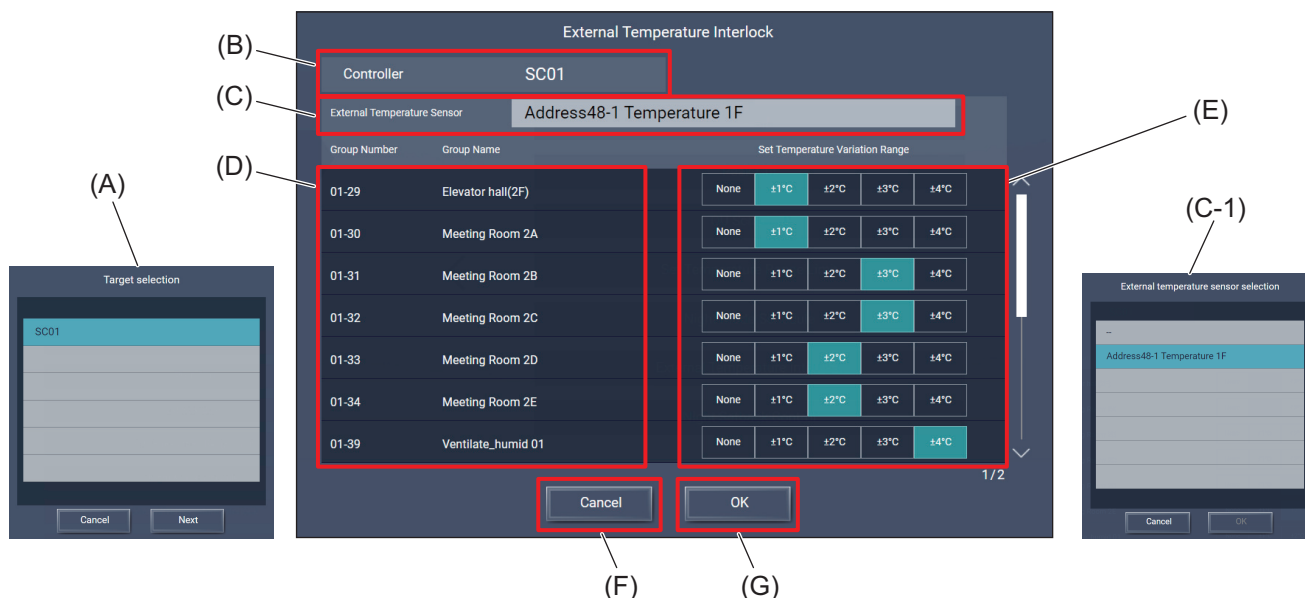 (A)
Target selection
SC01
Cancel Next
(B)
(C)
(D)
External Temperature Interlock
Controller SC01
External Temperature Sensor Address48-1 Temperature 1F
Group Number Group Name Set Temperature Variation Range
01-29 Elevator hall(2F) None ±1°C ±2°C ±3°C ±4°C
01-30 Meeting Room 2A None ±1°C ±2°C ±3°C ±4°C
01-31 Meeting Room 2B None ±1°C ±2°C ±3°C ±4°C
01-32 Meeting Room 2C None ±1°C ±2°C ±3°C ±4°C
01-33 Meeting Room 2D None ±1°C ±2°C ±3°C ±4°C
01-34 Meeting Room 2E None ±1°C ±2°C ±3°C ±4°C
01-39 Ventilate_humid 01 None ±1°C ±2°C ±3°C ±4°C
1/2
Cancel OK
(F) (G)
(E)
(C-1)
External temperature sensor selection
--
Address48-1 Temperature 1F
Cancel OK